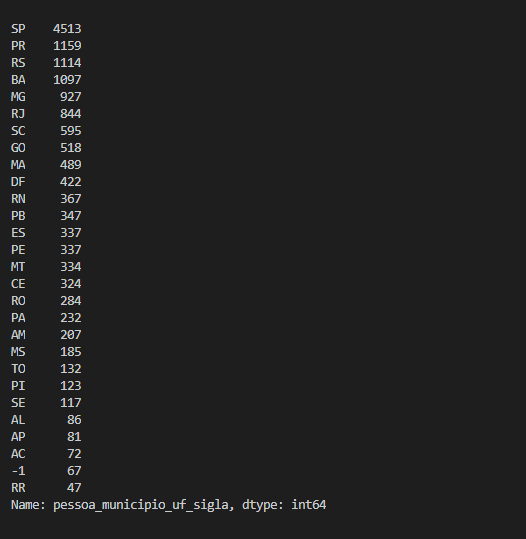 SP 4513
PR 1159
RS 1114
BA 1097
MG 927
RJ 844
SC 595
GO 518
MA 489
DF 422
RN 367
PB 347
ES 337
PE 337
MT 334
CE 324
RO 284
PA 232
AM 207
MS 185
TO 132
PI 123
SE 117
AL 86
AP 81
AC 72
-1 67
RR 47
Name: pessoa_municipio_uf_sigla, dtype: int64